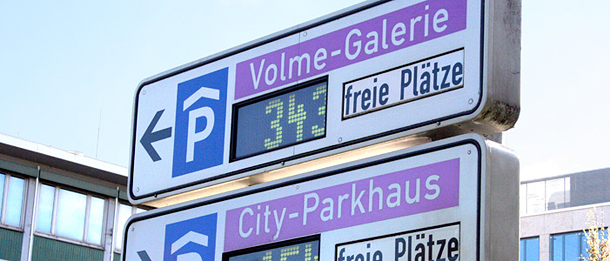 Volme-Galerie
P 343 freie Plätze
City-Parkhaus
P freie Plätze